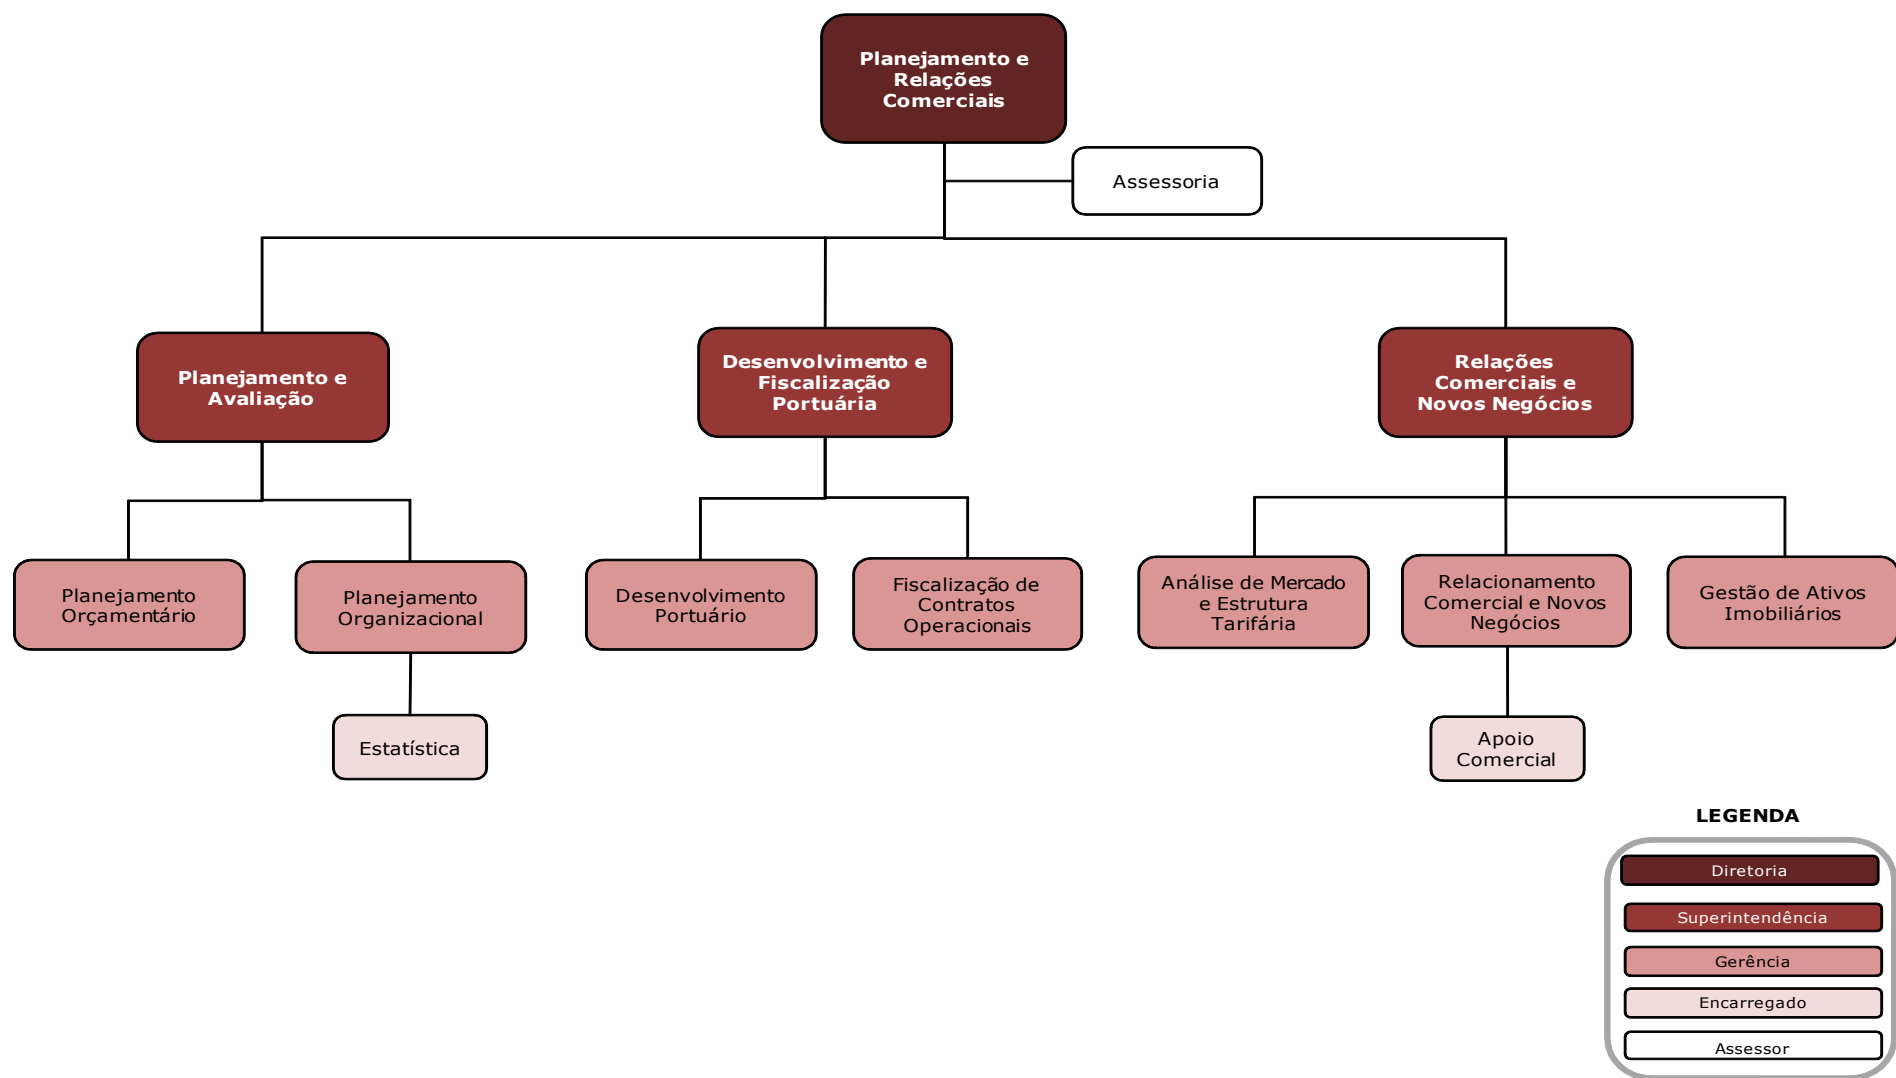 Planejamento e
Relações
Comerciais
Assessoria
Planejamento e
Avaliação
Desenvolvimento e
Fiscalização
Portuária
Relações
Comerciais e
Novos Negócios
Planejamento
Orçamentário
Planejamento
Organizacional
Desenvolvimento
Portuário
Fiscalização de
Contratos
Operacionais
Análise de Mercado
e Estrutura
Tarifária
Relacionamento
Comercial e Novos
Negócios
Gestão de Ativos
Imobiliários
Estatística
Apoio
Comercial
LEGENDA
Diretoria
Superintendência
Gerência
Encarregado
Assessor